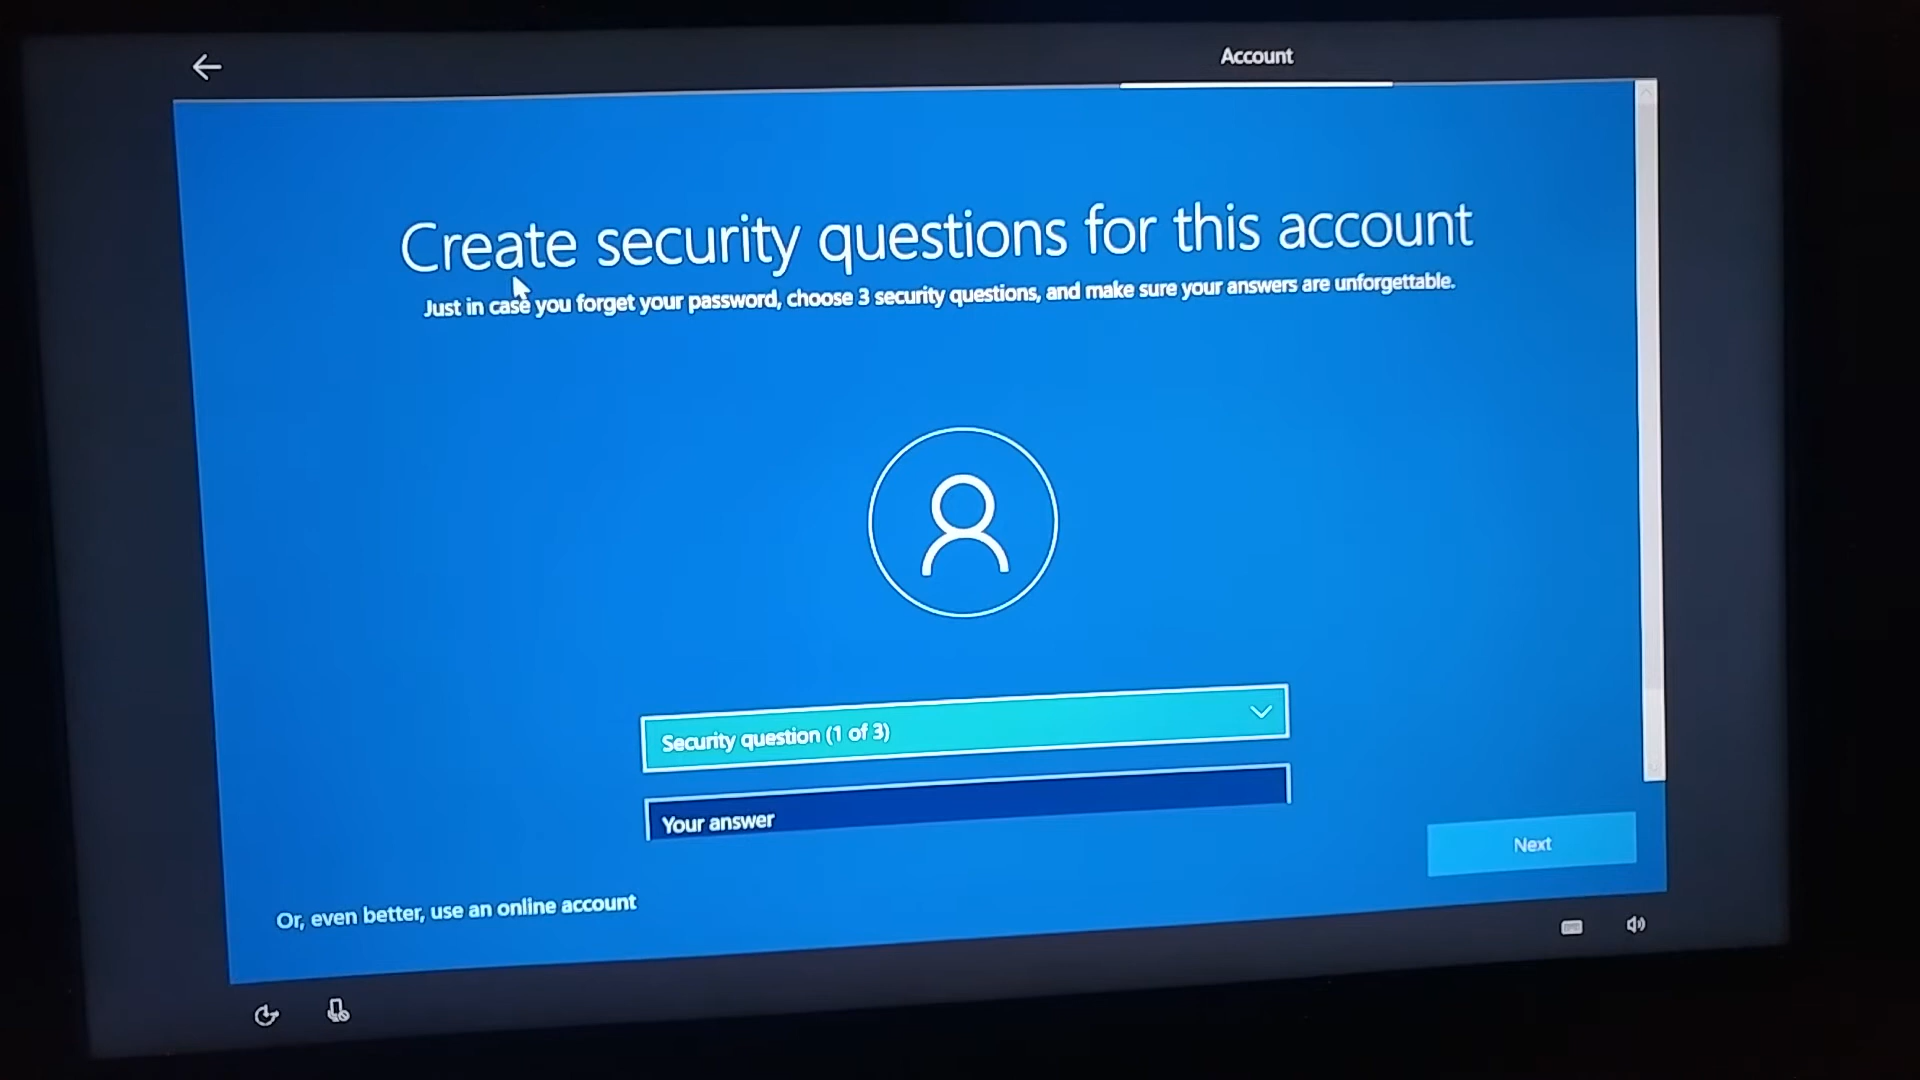 Account
Create security questions for this account
Just in case you forget your password, choose 3 security questions, and make sure your answers are unforgettable.
Security question (1 of 3)
Your answer
Next
Or, even better, use an online account